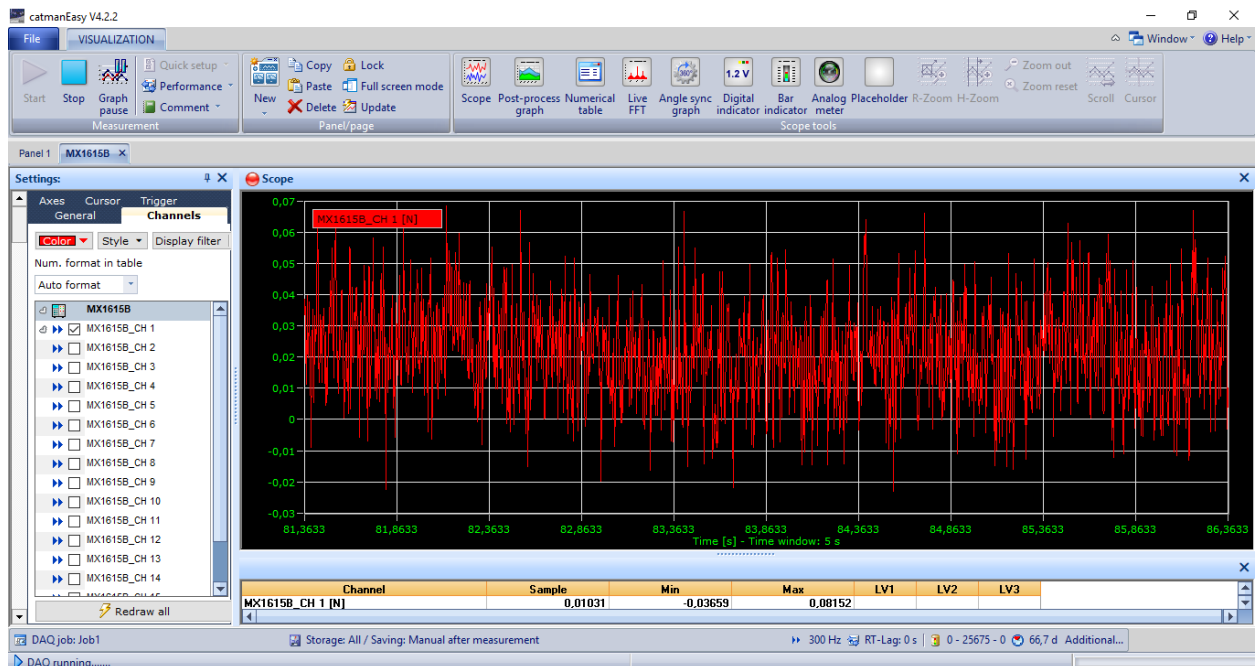 catmanEasy V4.2.2
File VISUALIZATION Window Help
Start Stop Graph pause Quick setup Performance Comment
Measurement
New Copy Paste Delete Lock Full screen mode Update
Panel/page
Scope Post-process graph Numerical table Live FFT Angle sync graph Digital indicator Bar indicator Analog meter Placeholder R-Zoom H-Zoom Zoom out Zoom reset Scroll Cursor
1.2 V
360°
Scope tools
Panel 1 MX1615B
Settings:
Axes Cursor Trigger
General Channels
Color Style Display filter
Num. format in table
Auto format
MX1615B
MX1615B_CH 1
MX1615B_CH 2
MX1615B_CH 3
MX1615B_CH 4
MX1615B_CH 5
MX1615B_CH 6
MX1615B_CH 7
MX1615B_CH 8
MX1615B_CH 9
MX1615B_CH 10
MX1615B_CH 11
MX1615B_CH 12
MX1615B_CH 13
MX1615B_CH 14
Redraw all
Scope
MX1615B_CH 1 [N]
0,07
0,06
0,05
0,04
0,03
0,02
0,01
0
-0,01
-0,02
-0,03
81,3633 81,8633 82,3633 82,8633 83,3633 83,8633 84,3633 84,8633 85,3633 85,8633 86,3633
Time [s] - Time window: 5 s
Channel Sample Min Max LV1 LV2 LV3
MX1615B_CH 1 [N] 0,01031 -0,03659 0,08152
DAQ job: Job1 Storage: All / Saving: Manual after measurement 300 Hz RT-Lag: 0 s 0 - 25675 - 0 66,7 d Additional...
DAQ running.......